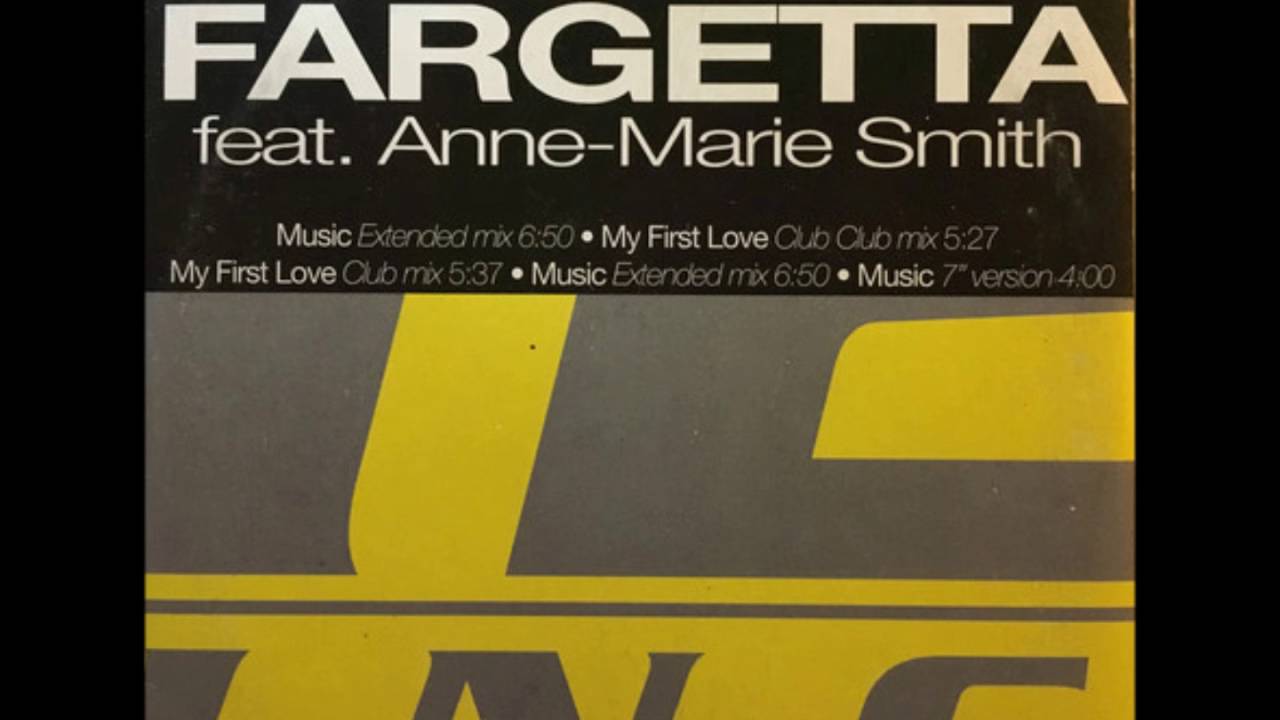 FARGETTA
feat. Anne-Marie Smith
Music Extended mix 6:50 • My First Love Club Club mix 5:27
My First Love Club mix 5:37 • Music Extended mix 6:50 • Music 7" version 4:00